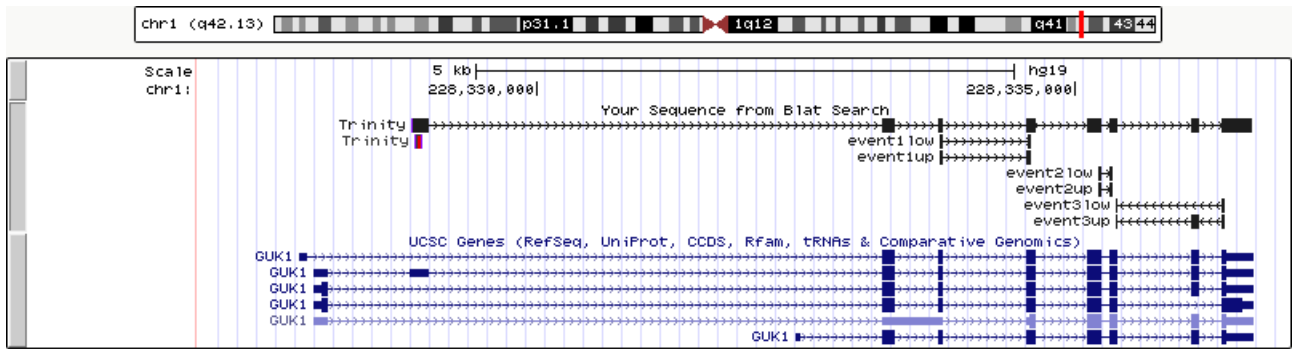 chr1 (q42.13) p31.1 1q12 q41 43 44
Scale 5 kb hg19
chr1: 228,330,000 228,335,000
Your Sequence from Blat Search
Trinity
Trinity event1low
event1up
event2low
event2up
event3low
event3up
UCSC Genes (RefSeq, UniProt, CCDS, Rfam, tRNAs & Comparative Genomics)
GUK1
GUK1
GUK1
GUK1
GUK1
GUK1